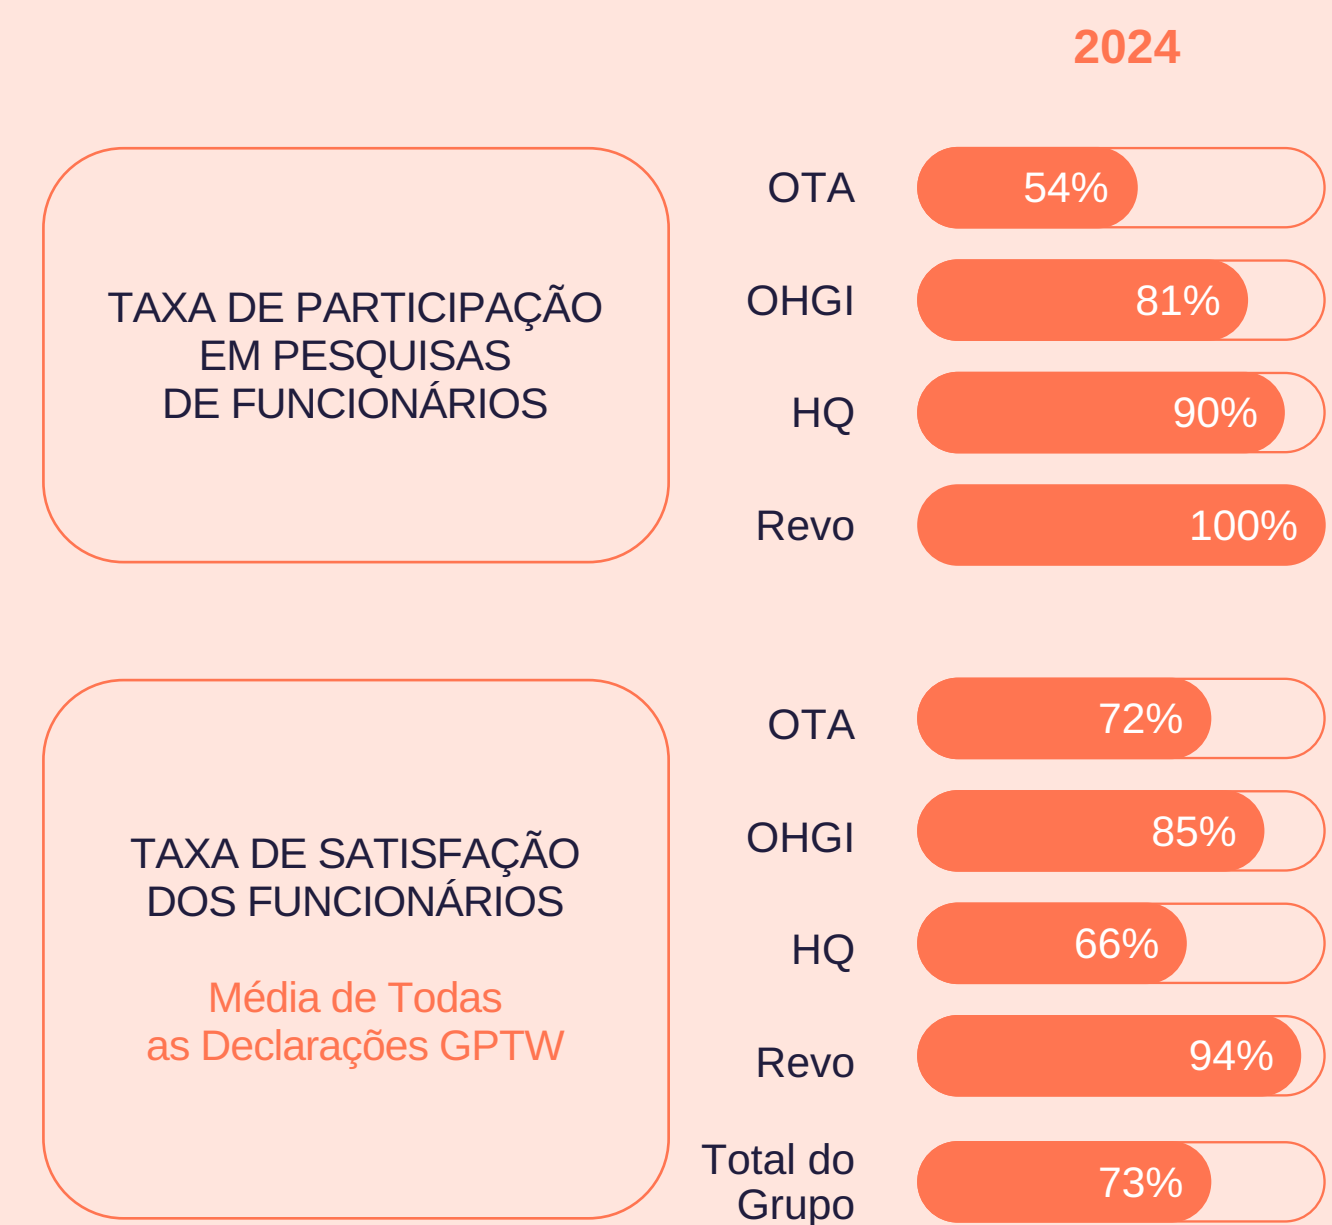 2024
TAXA DE PARTICIPAÇÃO
EM PESQUISAS
DE FUNCIONÁRIOS
OTA 54%
OHGI 81%
HQ 90%
Revo 100%
TAXA DE SATISFAÇÃO
DOS FUNCIONÁRIOS
Média de Todas
as Declarações GPTW
OTA 72%
OHGI 85%
HQ 66%
Revo 94%
Total do
Grupo 73%